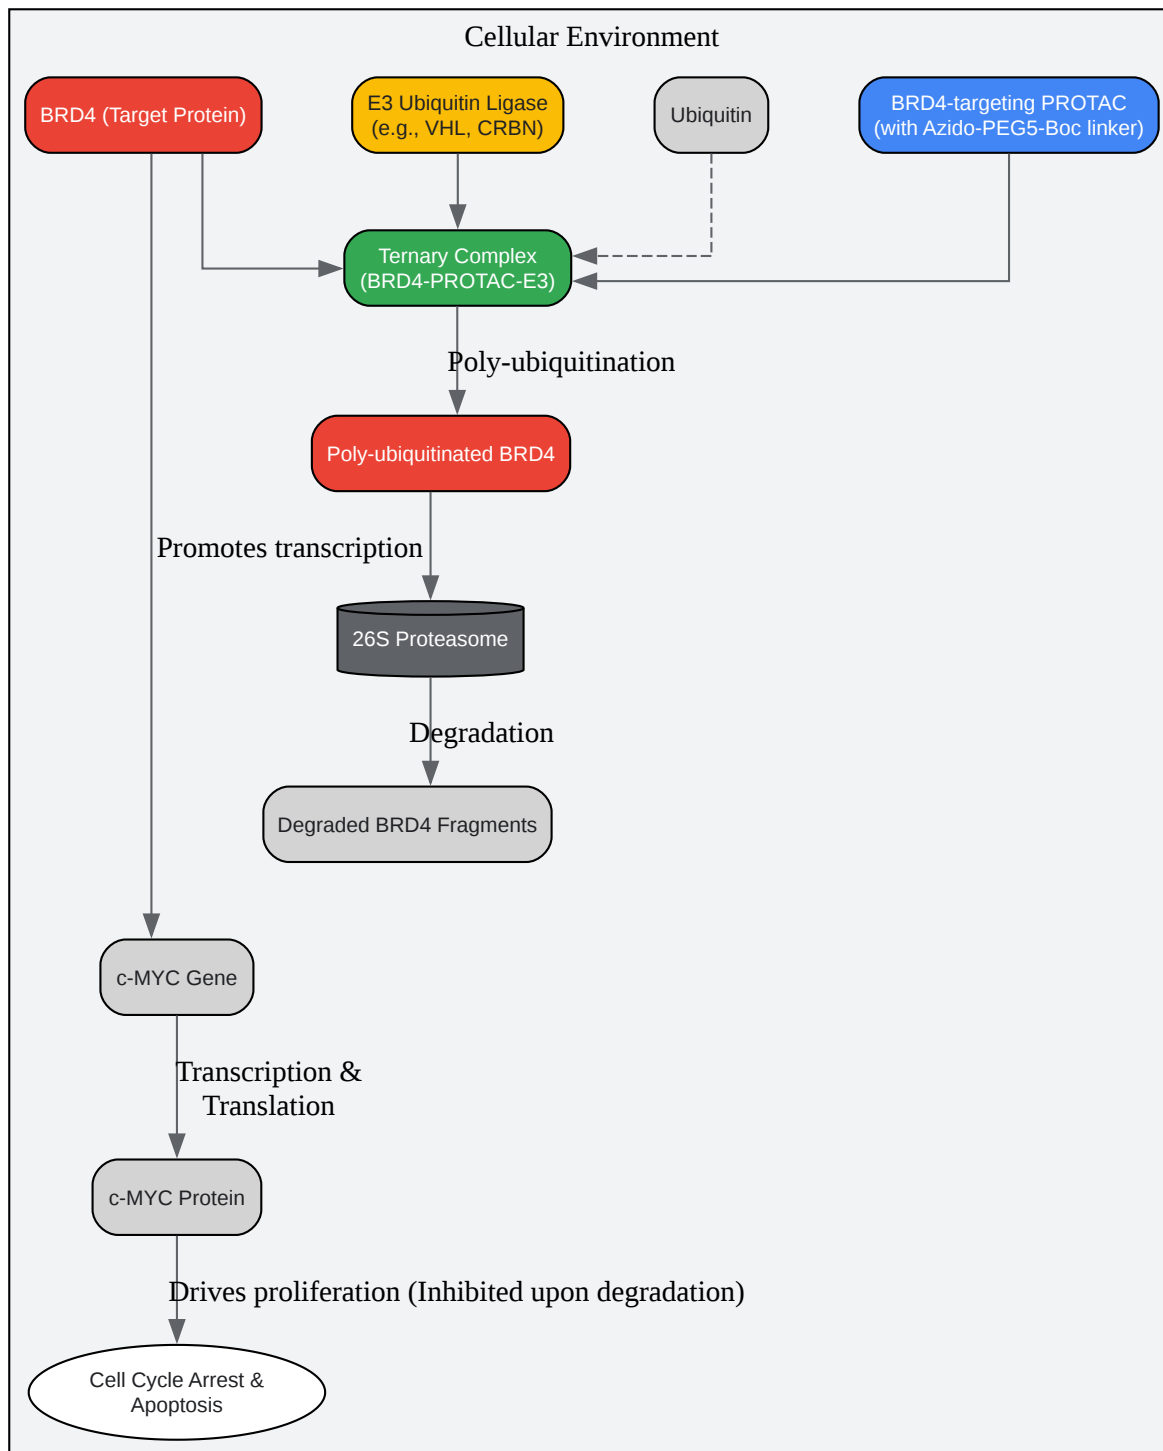 Cellular Environment
BRD4 (Target Protein)
E3 Ubiquitin Ligase
(e.g., VHL, CRBN)
Ubiquitin
BRD4-targeting PROTAC
(with Azido-PEG5-Boc linker)
Ternary Complex
(BRD4-PROTAC-E3)
Poly-ubiquitination
Poly-ubiquitinated BRD4
Promotes transcription
26S Proteasome
Degradation
Degraded BRD4 Fragments
c-MYC Gene
Transcription &
Translation
c-MYC Protein
Drives proliferation (Inhibited upon degradation)
Cell Cycle Arrest &
Apoptosis